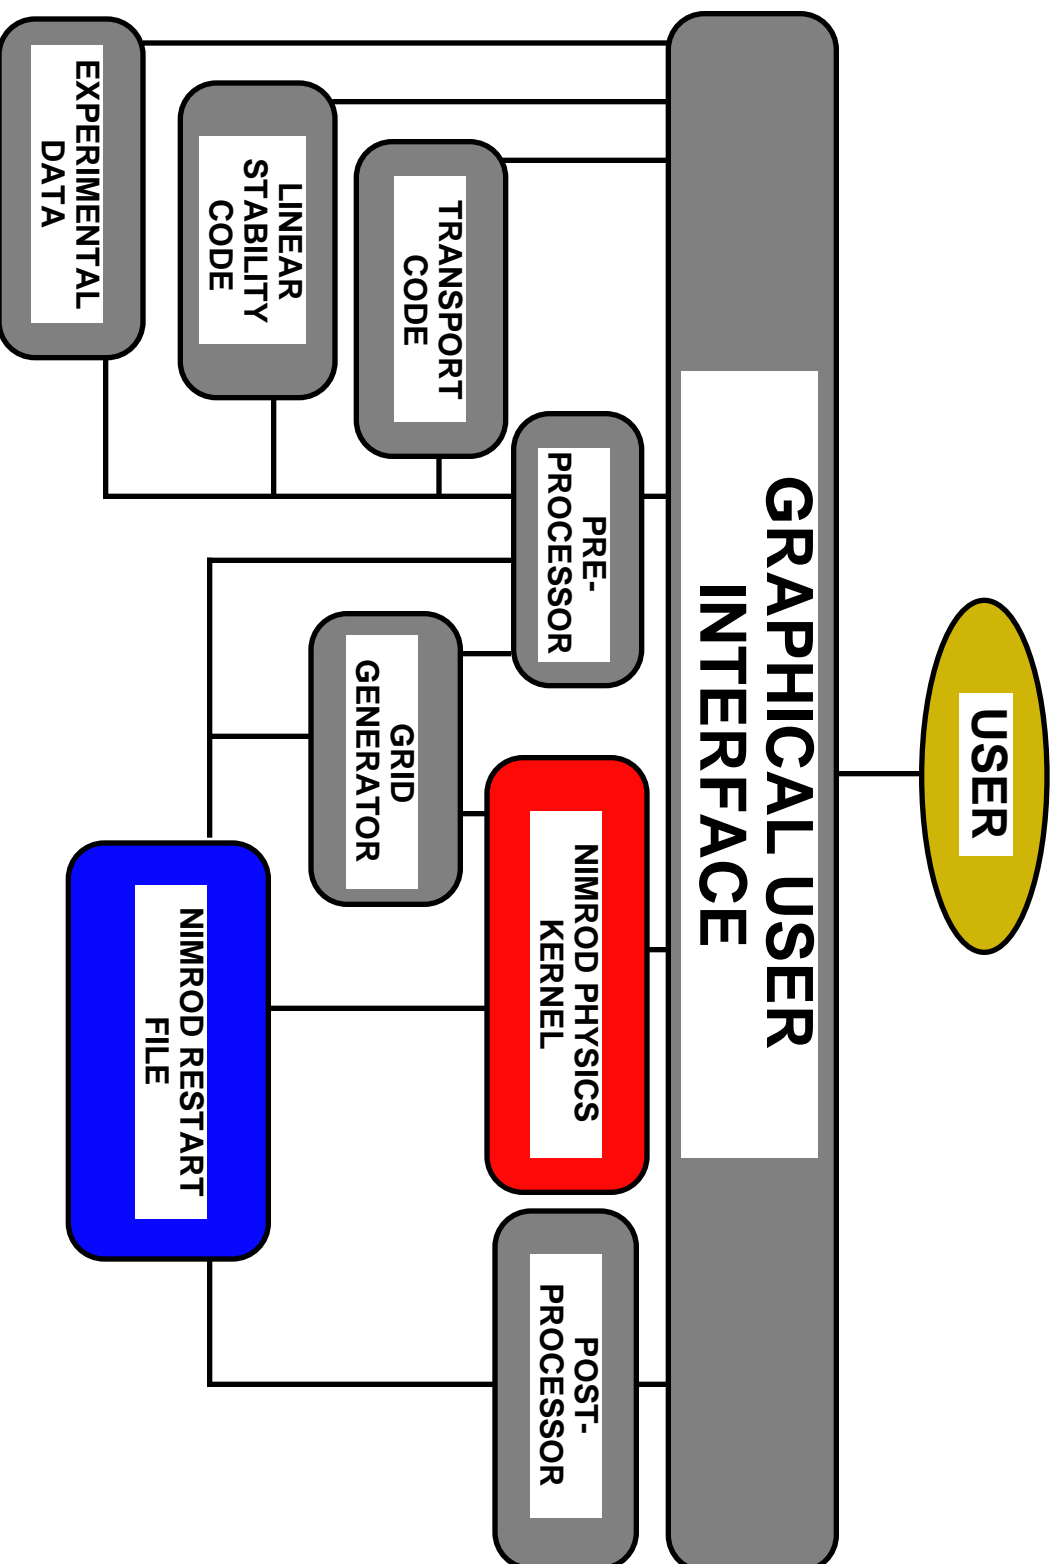 USER
GRAPHICAL USER
INTERFACE
EXPERIMENTAL
DATA
LINEAR
STABILITY
CODE
TRANSPORT
CODE
PRE-
PROCESSOR
GRID
GENERATOR
NIMROD PHYSICS
KERNEL
NIMROD RESTART
FILE
POST-
PROCESSOR